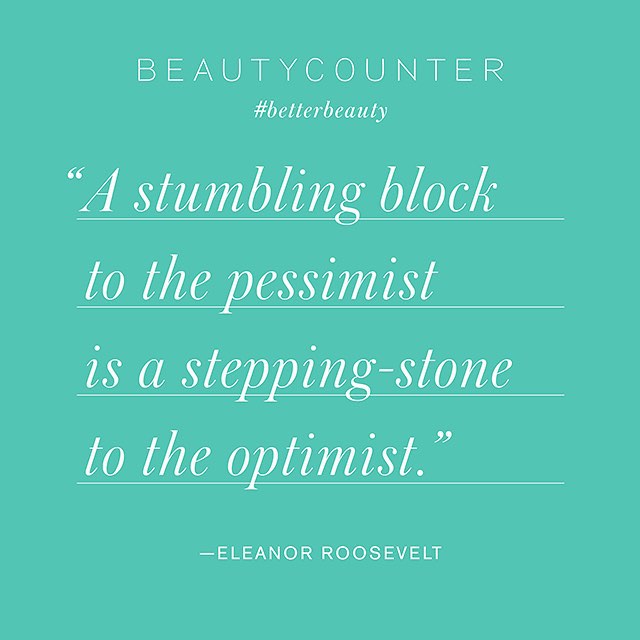 BEAUTYCOUNTER
#betterbeauty
“A stumbling block
to the pessimist
is a stepping-stone
to the optimist.”
—ELEANOR ROOSEVELT